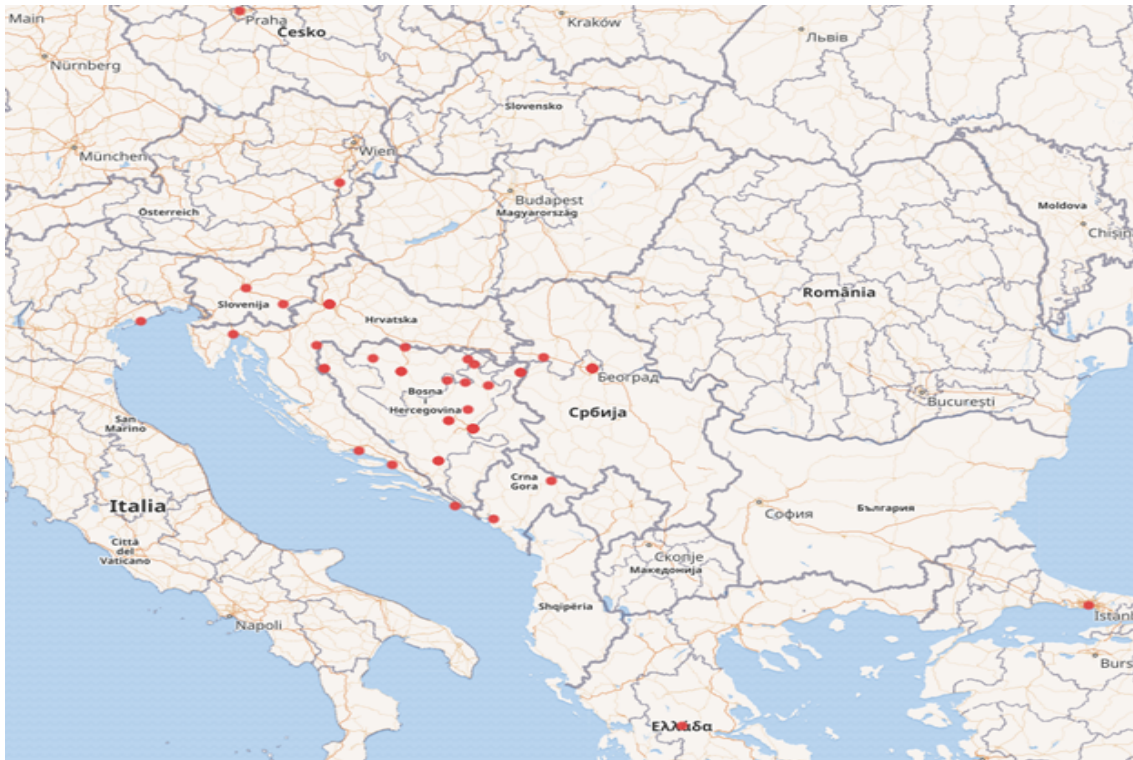 Main
Praha
Česko
Kraków
Львів
Nürnberg
Slovensko
München
Wien
Budapest
Magyarország
Österreich
Moldova
Chișin
Slovenija
România
Hrvatska
Београд
Bosna
i
Hercegovina
București
Србија
San
Marino
Crna
Gora
Italia
София
България
Città
del
Vaticano
Скопје
Македонија
Shqipëria
Napoli
İstan
Burs
Ελλάδα